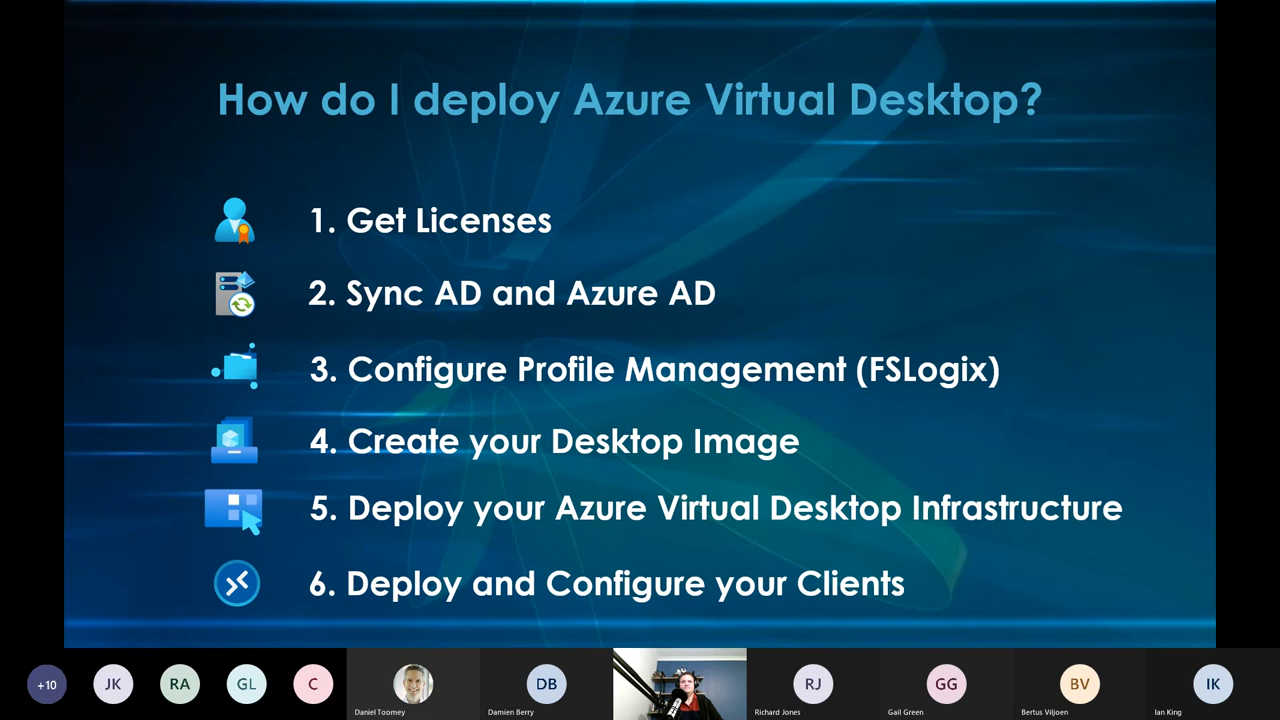 How do I deploy Azure Virtual Desktop?
1. Get Licenses
2. Sync AD and Azure AD
3. Configure Profile Management (FSLogix)
4. Create your Desktop Image
5. Deploy your Azure Virtual Desktop Infrastructure
6. Deploy and Configure your Clients
+10
JK
RA
GL
C
Daniel Toomey
DB
Damien Berry
RJ
Richard Jones
GG
Gail Green
BV
Bertus Viljoen
IK
Ian King